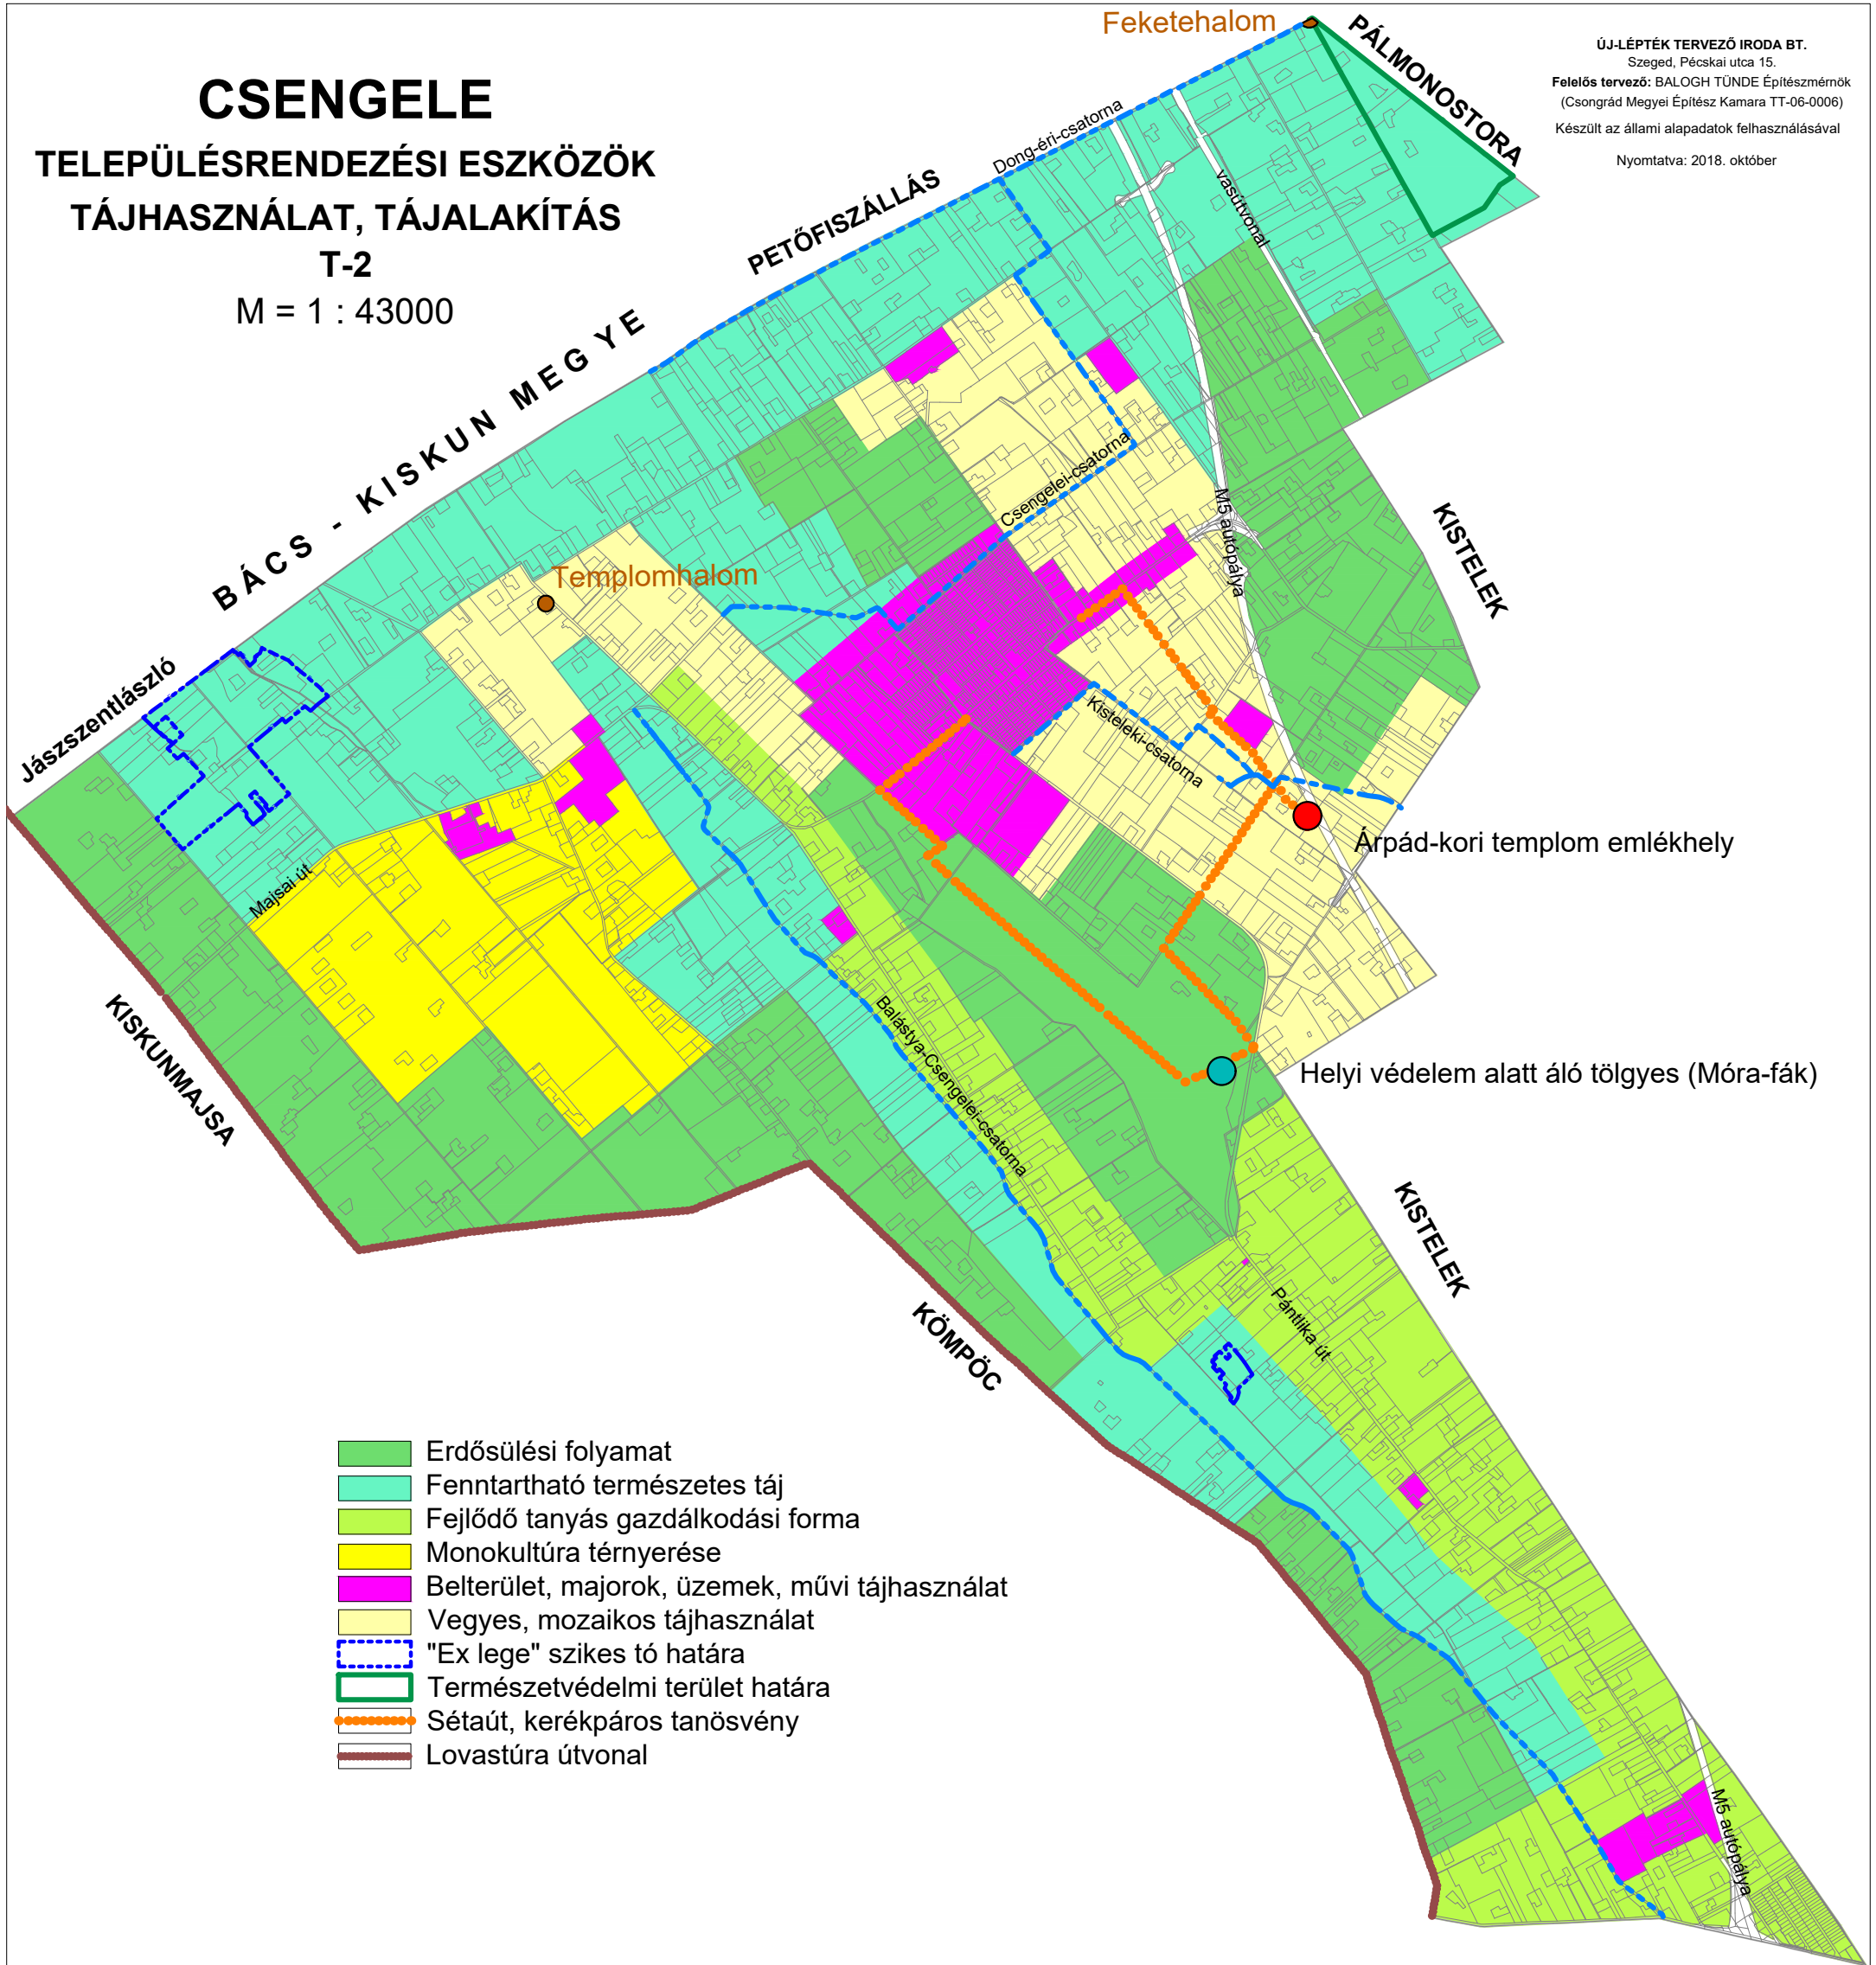 CSENGELE
TELEPÜLÉSRENDEZÉSI ESZKÖZÖK
TÁJHASZNÁLAT, TÁJALAKÍTÁS
T-2
M = 1 : 43000
ÚJ-LÉPTÉK TERVEZŐ IRODA BT.
Szeged, Pécskai utca 15.
Felelős tervező: BALOGH TÜNDE Építészmérnök
(Csongrád Megyei Építész Kamara TT-06-0006)
Készült az állami alapadatok felhasználásával
Nyomtatva: 2018. október
Feketehalom
PÁLMONOSTORA
Dong-éri-csatorna
vasútvonal
PETŐFISZÁLLÁS
BÁCS - KISKUN MEGYE
Csengelei-csatorna
M5 autópálya
KISTELEK
Templomhalom
Jászszentlászló
Kisteleki-csatorna
Árpád-kori templom emlékhely
Majsai út
KISKUNMAJSA
Balástya-Csengelei-csatorna
Helyi védelem alatt áló tölgyes (Móra-fák)
KISTELEK
Pántlika út
KÖMPÖC
M5 autópálya
Erdősülési folyamat
Fenntartható természetes táj
Fejlődő tanyás gazdálkodási forma
Monokultúra térnyerése
Belterület, majorok, üzemek, művi tájhasználat
Vegyes, mozaikos tájhasználat
"Ex lege" szikes tó határa
Természetvédelmi terület határa
Sétaút, kerékpáros tanösvény
Lovastúra útvonal